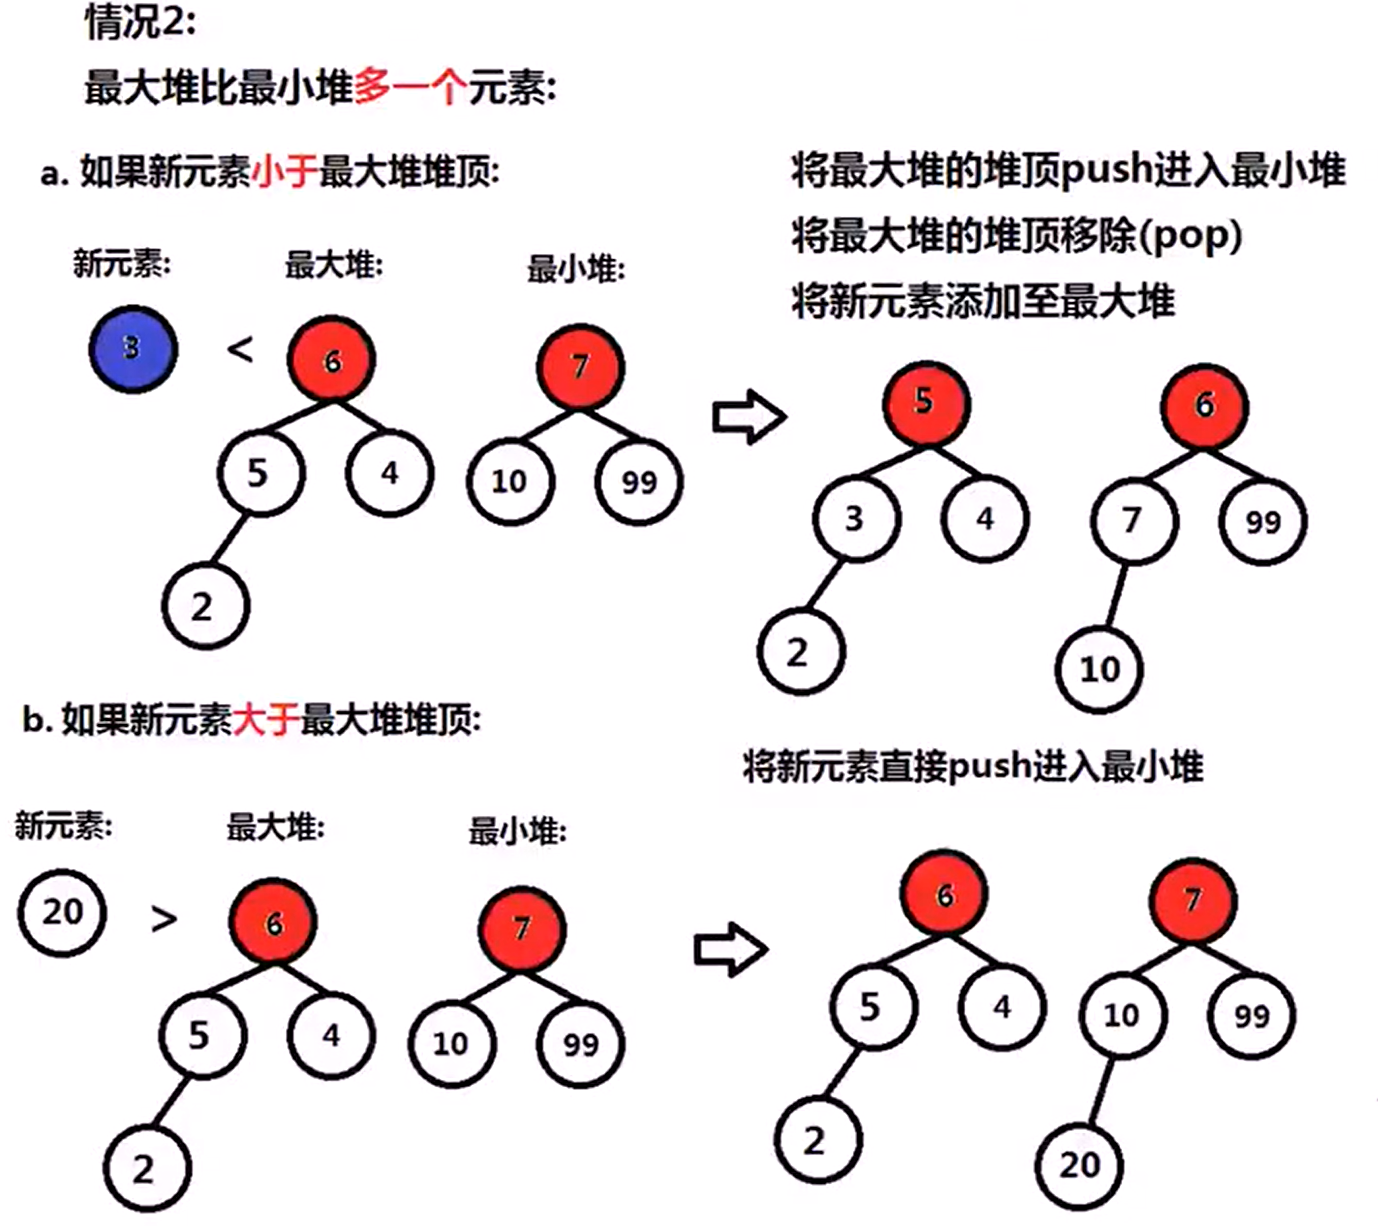 情况2:
最大堆比最小堆多一个元素:
a. 如果新元素小于最大堆堆顶:
将最大堆的堆顶push进入最小堆
将最大堆的堆顶移除(pop)
将新元素添加至最大堆
新元素: 最大堆: 最小堆:
3 < 6 7
5 4 10 99
2
5 6
3 4 7 99
2 10
b. 如果新元素大于最大堆堆顶:
将新元素直接push进入最小堆
新元素: 最大堆: 最小堆:
20 > 6 7
5 4 10 99
2
6 7
5 4 10 99
2 20